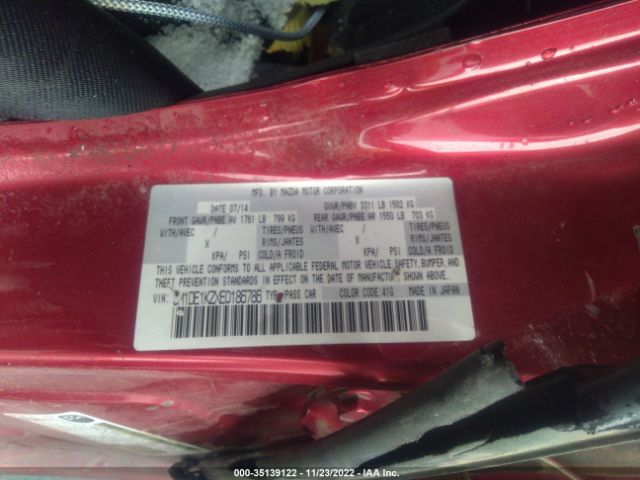 MFD. BY MAZDA MOTOR CORPORATION
DATE 07/14 GVWR/PNBV 3311 LB 1502 KG
FRONT GAWR/PNBE AV 1761 LB 799 KG REAR GAWR/PNBE AR 1550 LB 703 KG
WITH/AVEC / TIRES/PNEUS WITH/AVEC / TIRES/PNEUS
X RIMS/JANTES X RIMS/JANTES
KPA/ PSI COLD/A FROID KPA/ PSI COLD/A FROID
THIS VEHICLE CONFORMS TO ALL APPLICABLE FEDERAL MOTOR VEHICLE SAFETY, BUMPER, AND
THEFT PREVENTION STANDARDS IN EFFECT ON THE DATE OF MANUFACTURE SHOWN ABOVE.
VIN: JM1DE1KZXE0186786 PASS CAR COLOR CODE: 41G MADE IN JAPAN
000-35139122 - 11/23/2022 - IAA Inc.